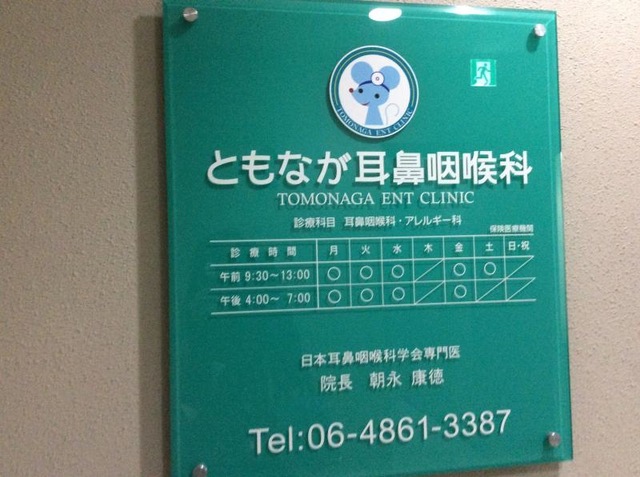 TOMONAGA ENT CLINIC
ともなが耳鼻咽喉科
TOMONAGA ENT CLINIC
診療科目 耳鼻咽喉科・アレルギー科
保険医療機関
診療時間 月 火 水 木 金 土 日・祝
午前 9:30～13:00 ○ ○ ○ ／ ○ ○ ／
午後 4:00～ 7:00 ○ ○ ○ ／ ○ ／ ／
日本耳鼻咽喉科学会専門医
院長 朝永 康徳
Tel:06-4861-3387